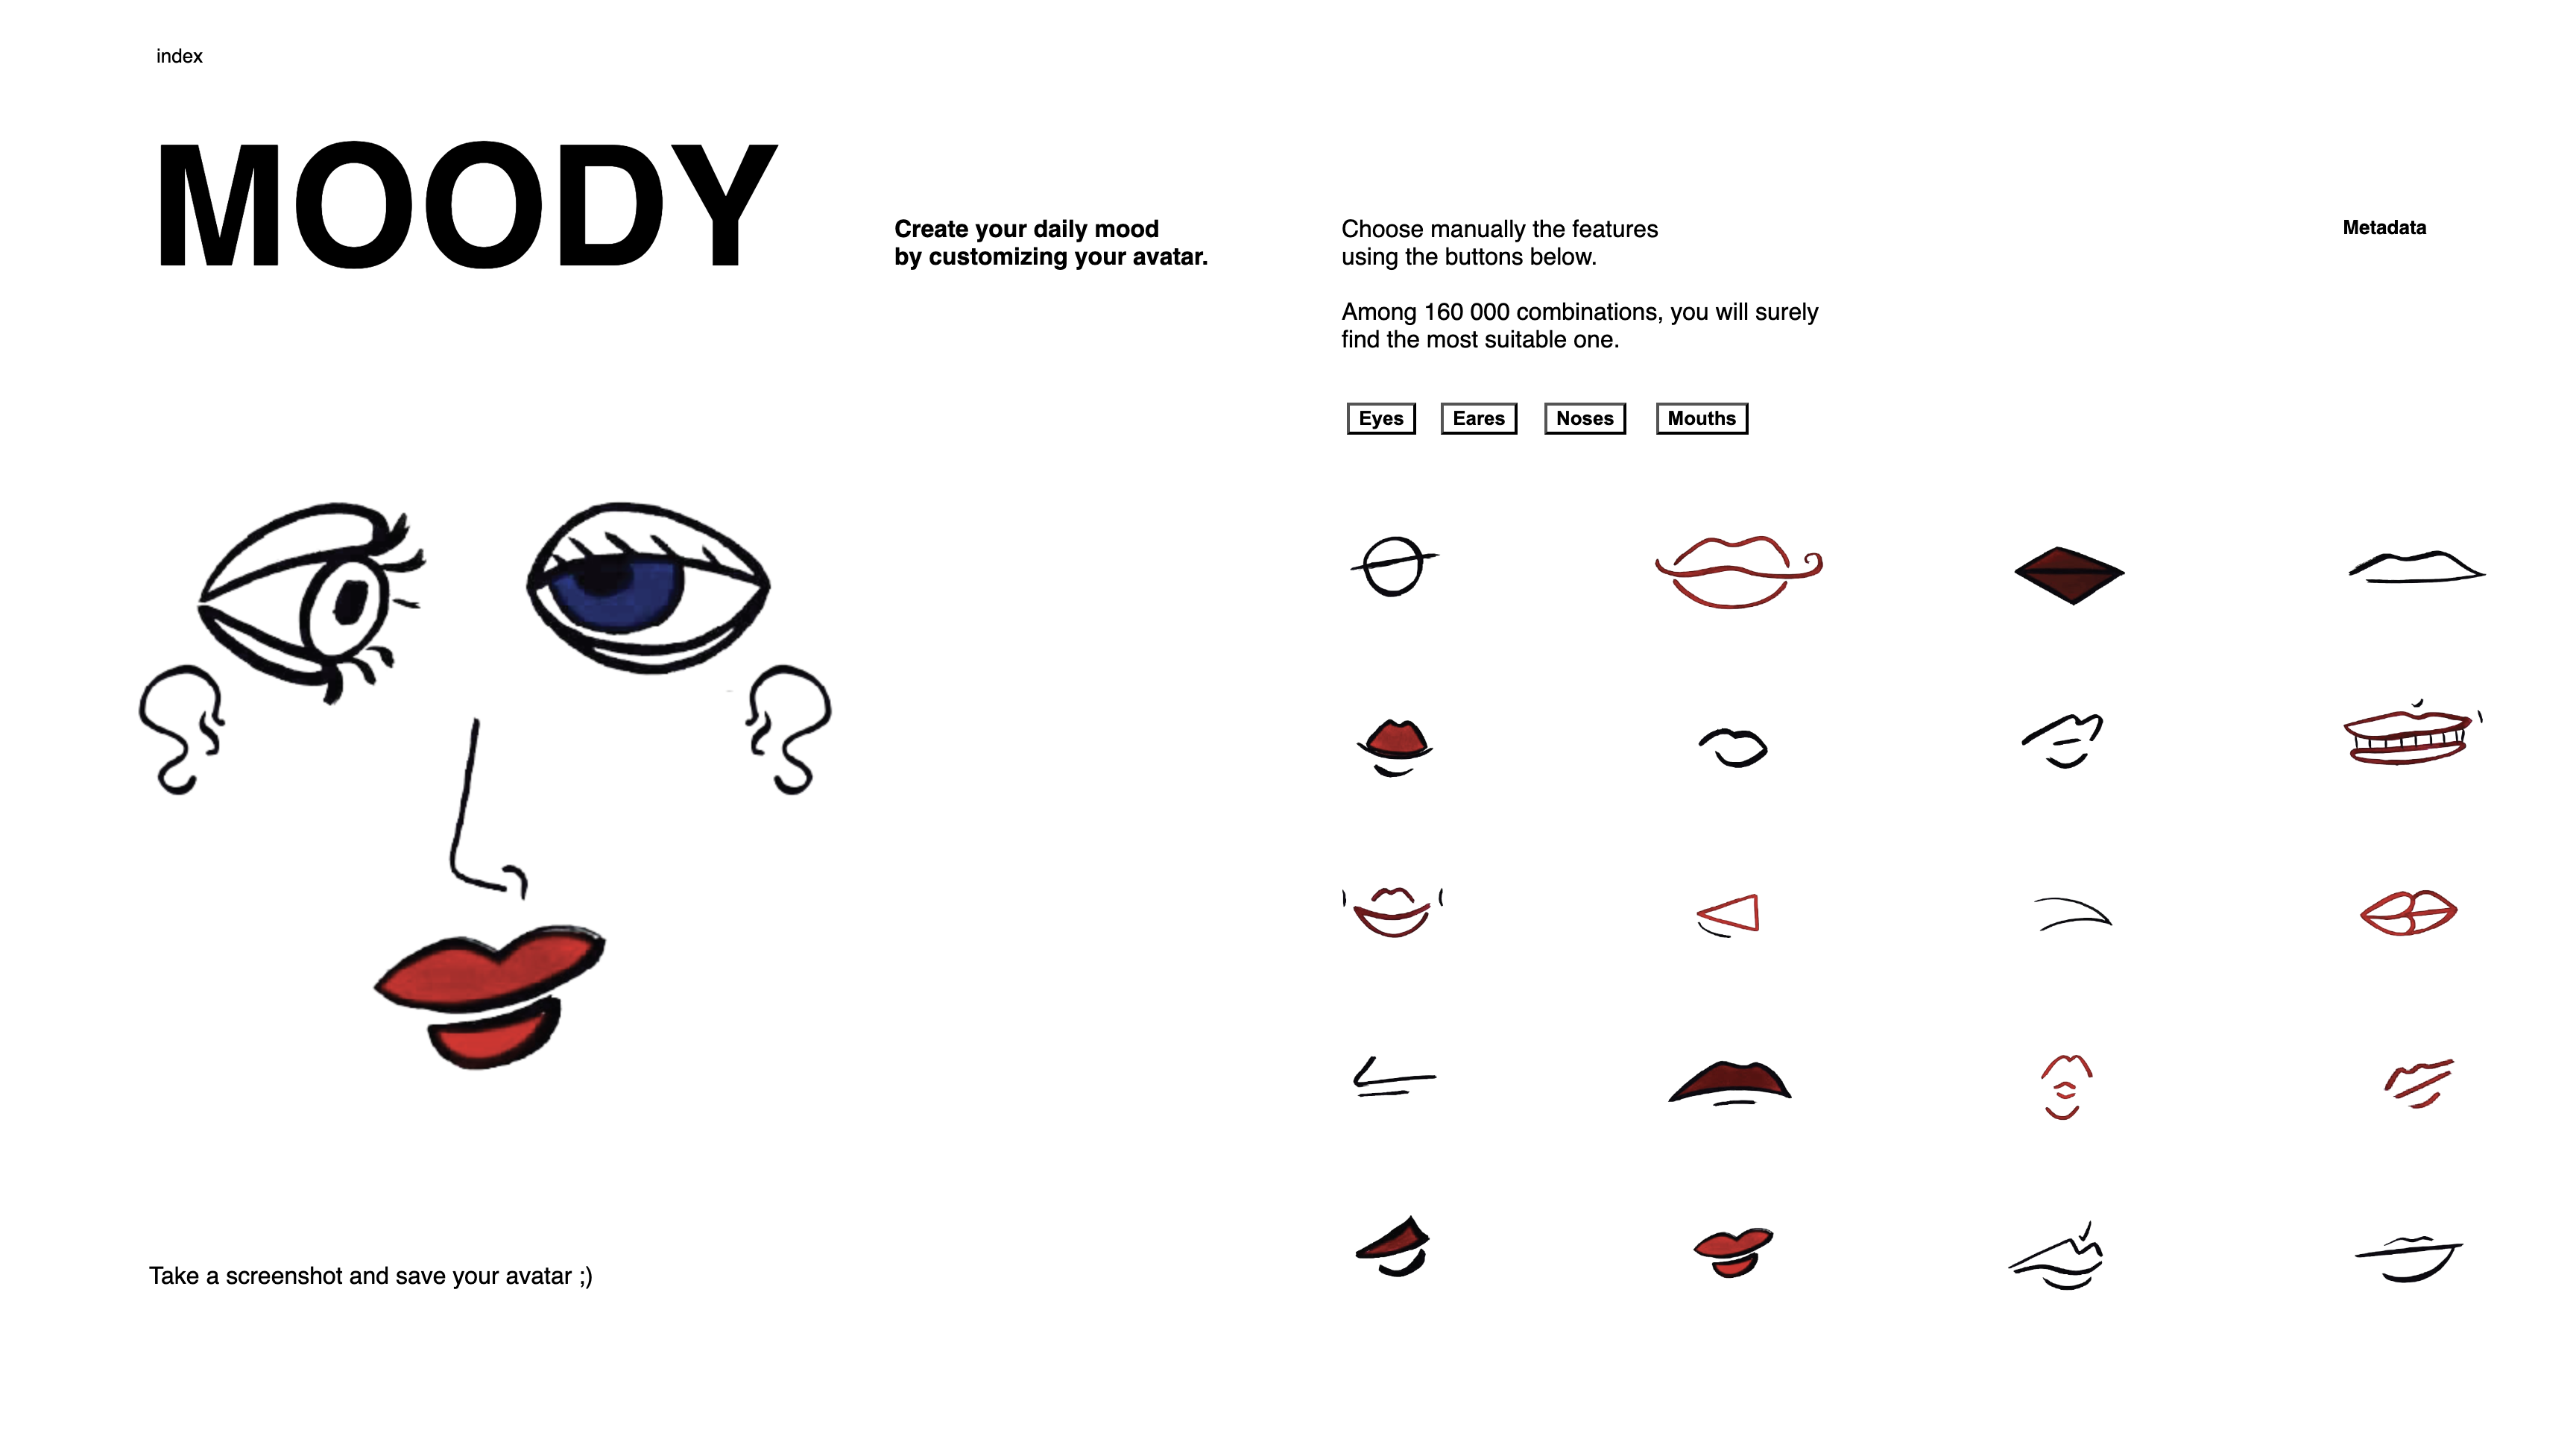 index
MOODY
Create your daily mood
by customizing your avatar.
Choose manually the features
using the buttons below.
Among 160 000 combinations, you will surely
find the most suitable one.
Metadata
Eyes
Eares
Noses
Mouths
Take a screenshot and save your avatar ;)